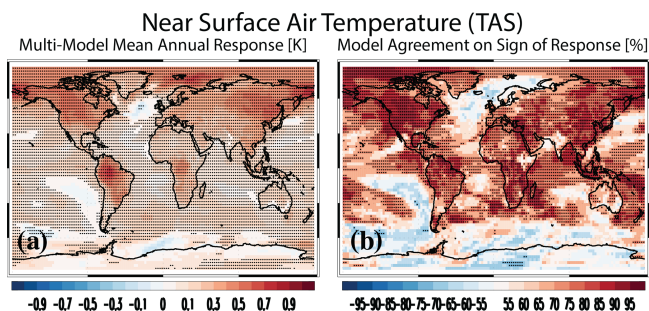 Near Surface Air Temperature (TAS)
Multi-Model Mean Annual Response [K]
Model Agreement on Sign of Response [%]
(a)
(b)
-0.9 -0.7 -0.5 -0.3 -0.1 0 0.1 0.3 0.5 0.7 0.9
-95-90-85-80-75-70-65-60-55 55 60 65 70 75 80 85 90 95